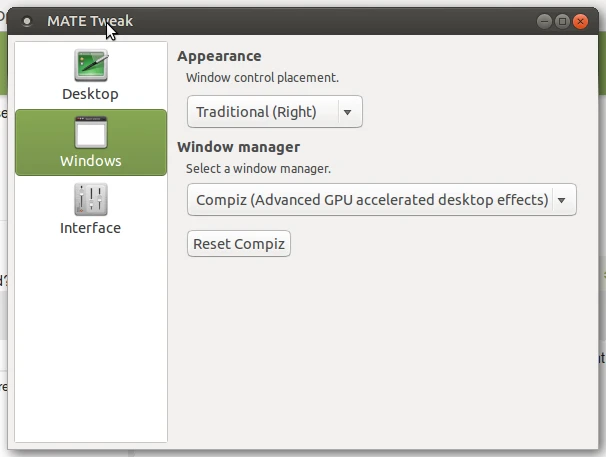 MATE Tweak
Desktop
Windows
Interface
Appearance
Window control placement.
Traditional (Right)
Window manager
Select a window manager.
Compiz (Advanced GPU accelerated desktop effects)
Reset Compiz